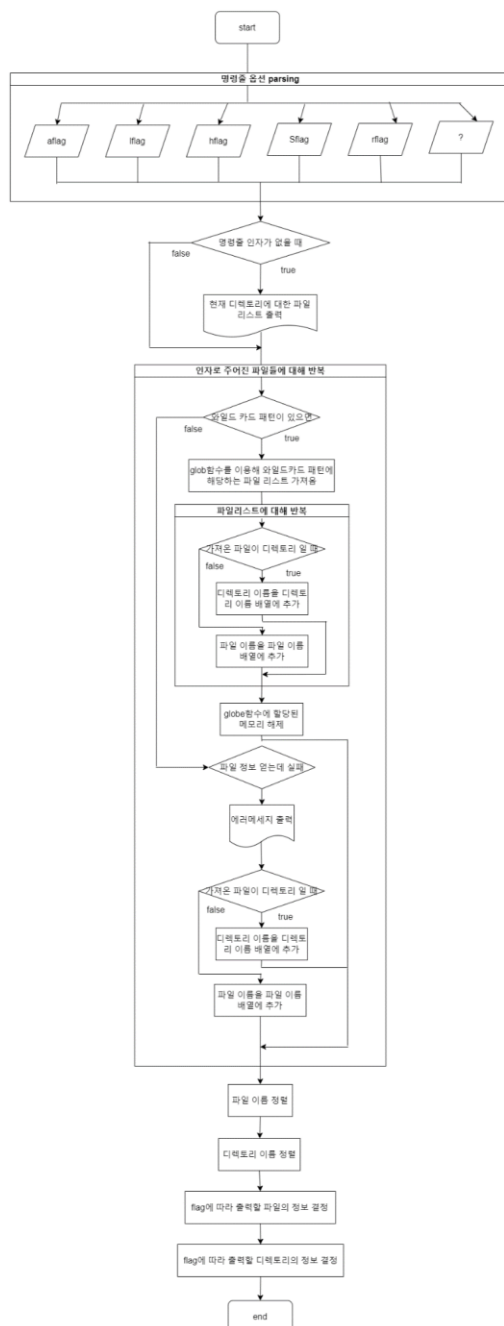 start
명령줄 옵션 parsing
aflag
lflag
hflag
Sflag
rflag
?
명령줄 인자가 없을 때
false
true
현재 디렉토리에 대한 파일
리스트 출력
인자로 주어진 파일들에 대해 반복
와일드 카드 패턴이 있으면
false
true
glob함수를 이용해 와일드카드 패턴에
해당하는 파일 리스트 가져옴
파일리스트에 대해 반복
가져온 파일이 디렉토리 일 때
false
true
디렉토리 이름을 디렉토
리 이름 배열에 추가
파일 이름을 파일 이름
배열에 추가
globe함수에 할당된
메모리 해제
파일 정보 얻는데 실패
에러메세지 출력
가져온 파일이 디렉토리 일 때
false
true
디렉토리 이름을 디렉토
리 이름 배열에 추가
파일 이름을 파일 이름
배열에 추가
파일 이름 정렬
디렉토리 이름 정렬
flag에 따라 출력할 파일의 정보 결정
flag에 따라 출력할 디렉토리의 정보 결정
end